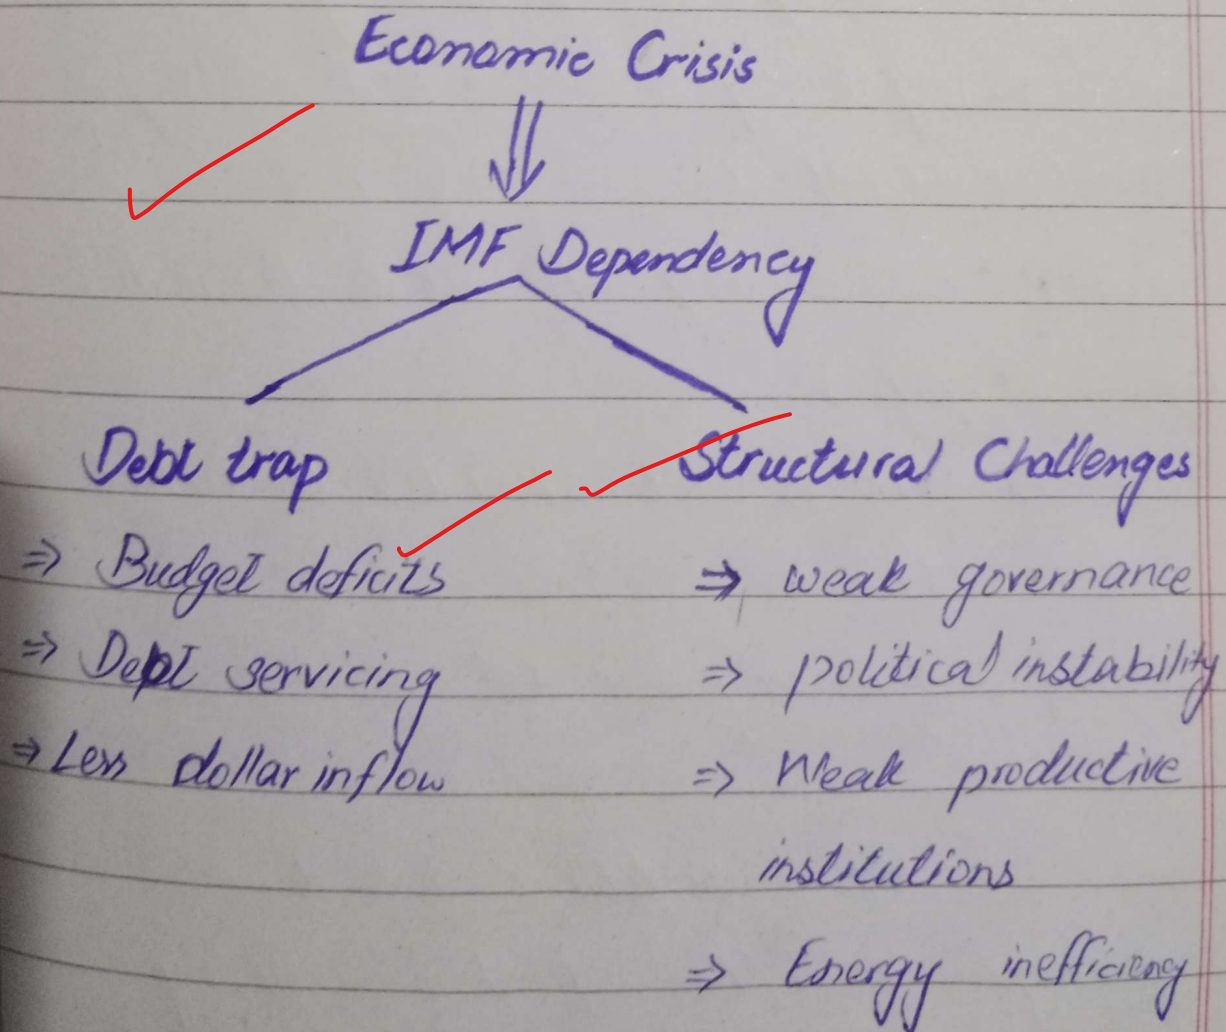 Economic Crisis
IMF Dependency
Debt trap
⇒ Budget deficits
⇒ Debt servicing
⇒ Less dollar inflow
Structural Challenges
⇒ weak governance
⇒ political instability
⇒ Weak productive
institutions
⇒ Energy inefficiency